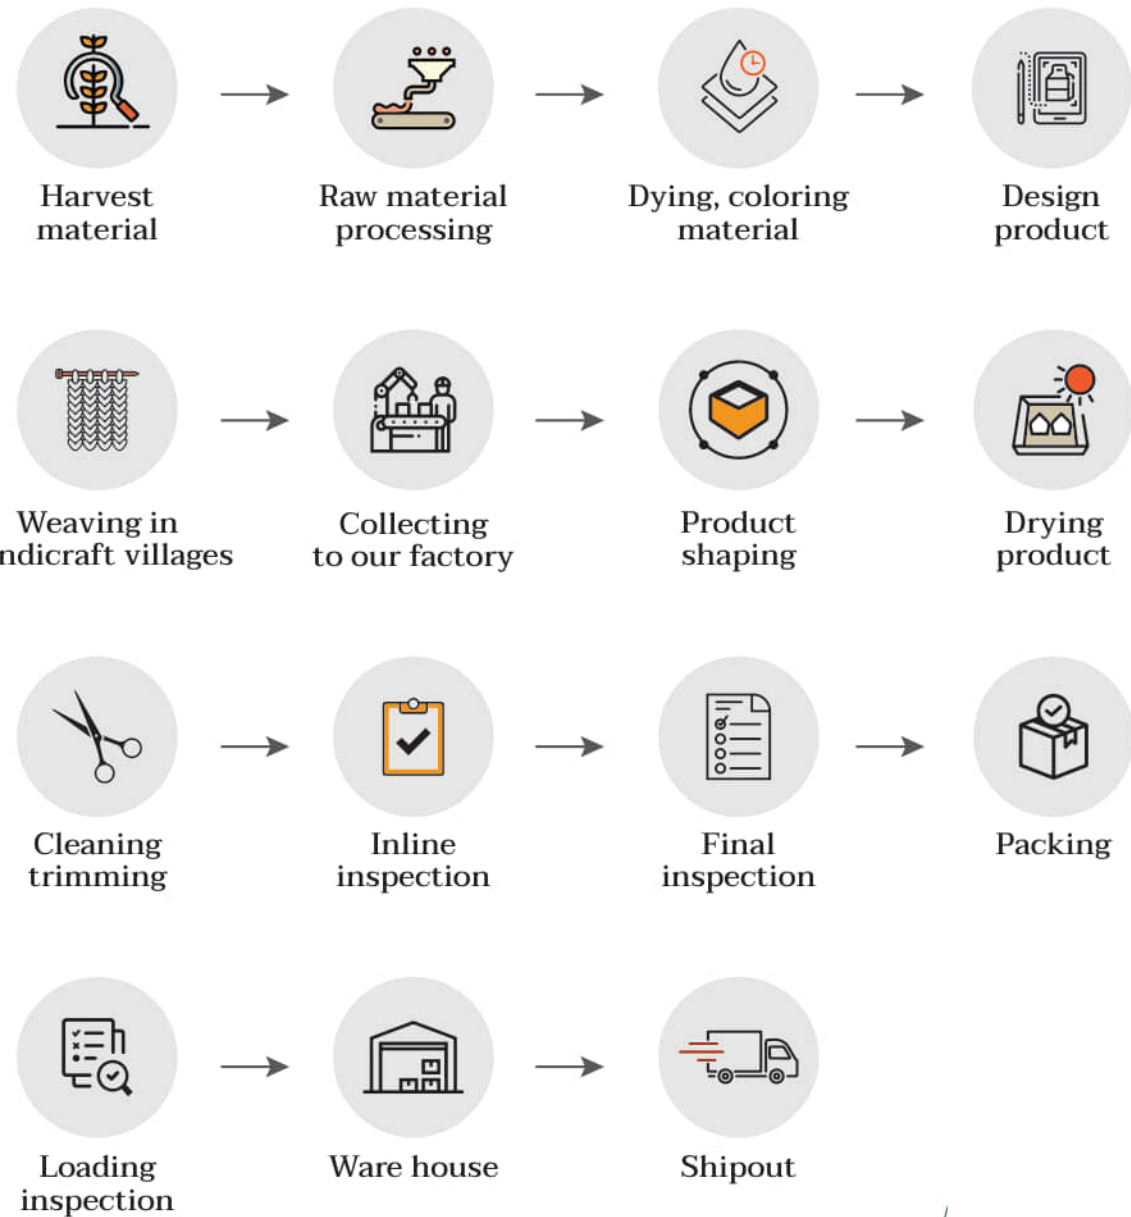 Harvest
material
Raw material
processing
Dying, coloring
material
Design
product
Weaving in
ndicraft villages
Collecting
to our factory
Product
shaping
Drying
product
Cleaning
trimming
Inline
inspection
Final
inspection
Packing
Loading
inspection
Ware house
Shipout